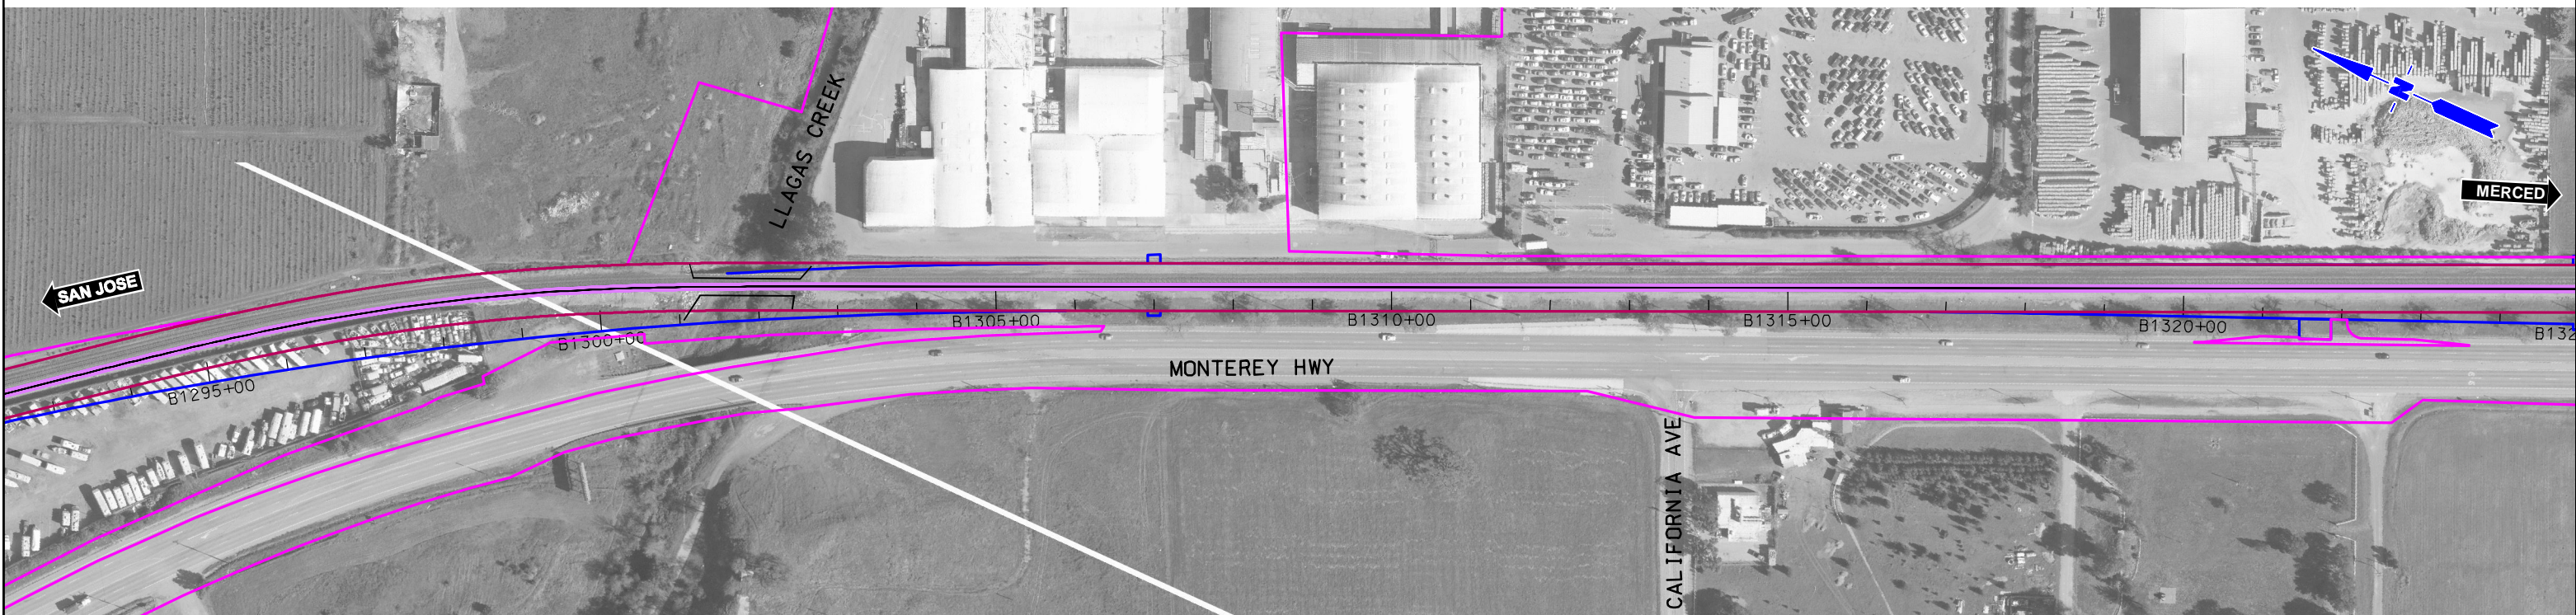 LLAGAS CREEK
N
MERCED
SAN JOSE
B1295+00
B1300+00
B1305+00
B1310+00
B1315+00
B1320+00
B132
MONTEREY HWY
CALIFORNIA AVE